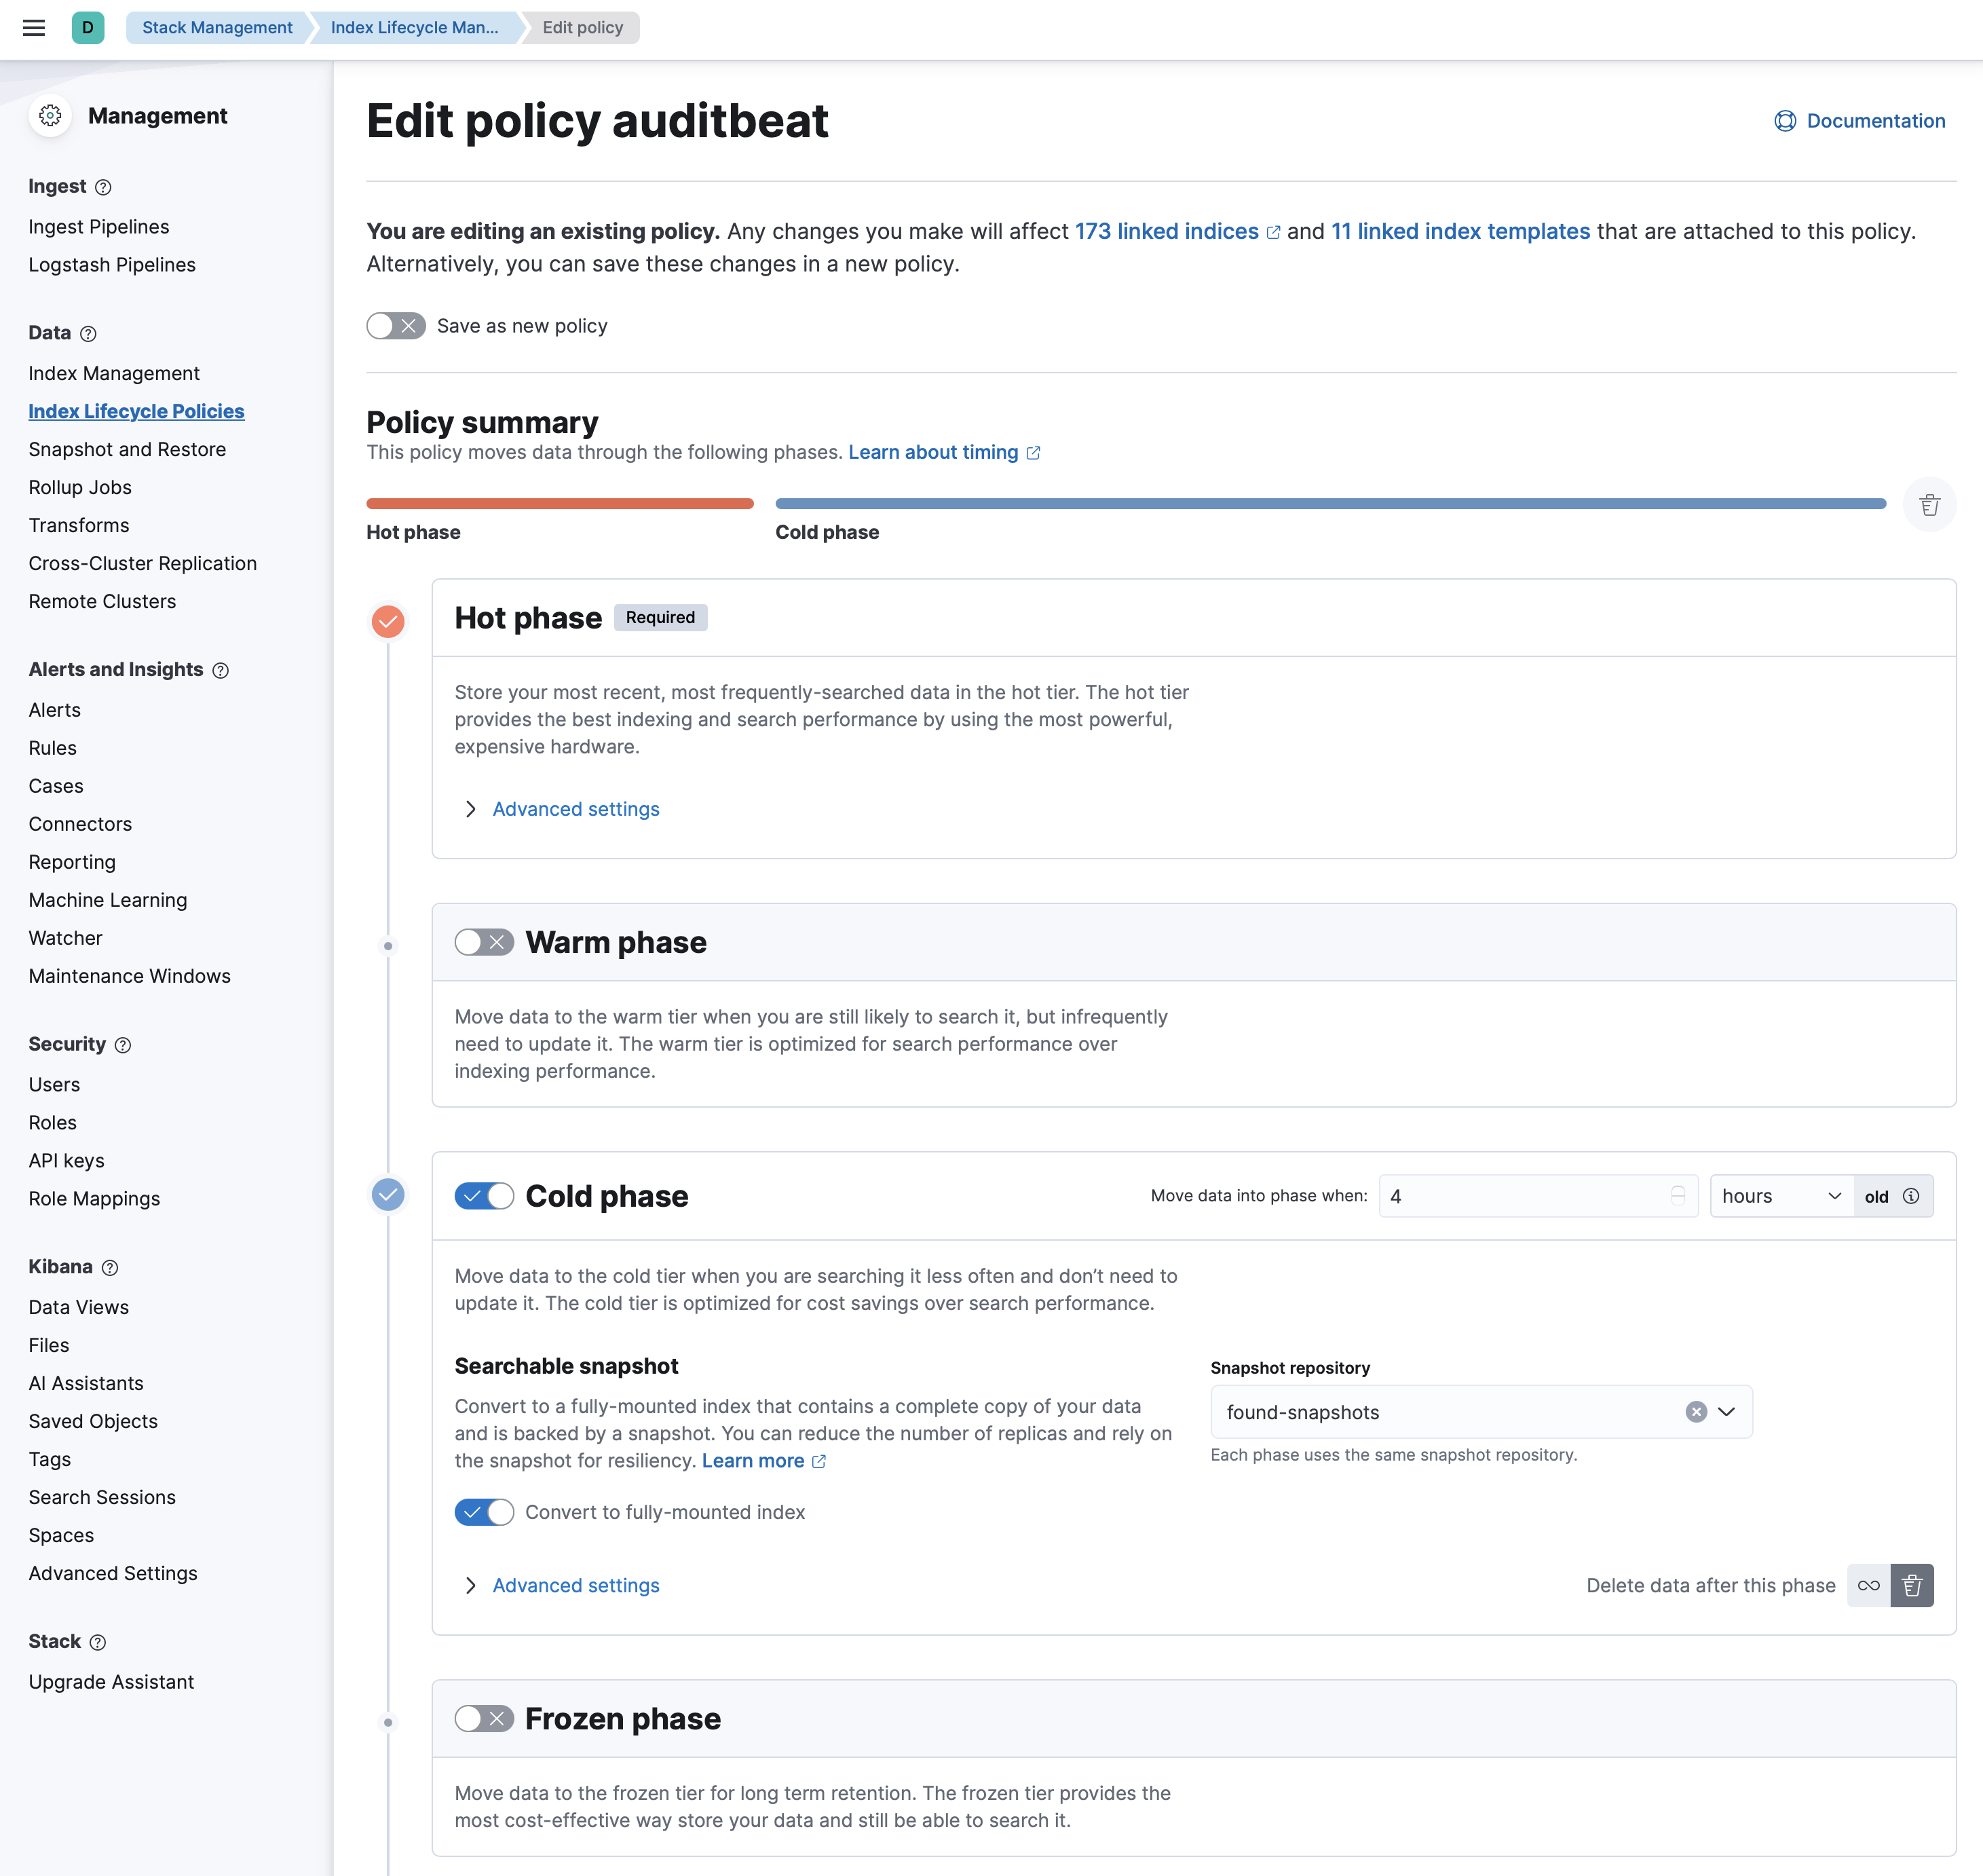 D
Stack Management
Index Lifecycle Man...
Edit policy
Management
Ingest
Ingest Pipelines
Logstash Pipelines
Data
Index Management
Index Lifecycle Policies
Snapshot and Restore
Rollup Jobs
Transforms
Cross-Cluster Replication
Remote Clusters
Alerts and Insights
Alerts
Rules
Cases
Connectors
Reporting
Machine Learning
Watcher
Maintenance Windows
Security
Users
Roles
API keys
Role Mappings
Kibana
Data Views
Files
AI Assistants
Saved Objects
Tags
Search Sessions
Spaces
Advanced Settings
Stack
Upgrade Assistant
Edit policy auditbeat
Documentation
You are editing an existing policy. Any changes you make will affect 173 linked indices and 11 linked index templates that are attached to this policy.
Alternatively, you can save these changes in a new policy.
Save as new policy
Policy summary
This policy moves data through the following phases. Learn about timing
Hot phase
Cold phase
Hot phase Required
Store your most recent, most frequently-searched data in the hot tier. The hot tier
provides the best indexing and search performance by using the most powerful,
expensive hardware.
Advanced settings
Warm phase
Move data to the warm tier when you are still likely to search it, but infrequently
need to update it. The warm tier is optimized for search performance over
indexing performance.
Cold phase
Move data into phase when: 4 hours old
Move data to the cold tier when you are searching it less often and don’t need to
update it. The cold tier is optimized for cost savings over search performance.
Searchable snapshot
Convert to a fully-mounted index that contains a complete copy of your data
and is backed by a snapshot. You can reduce the number of replicas and rely on
the snapshot for resiliency. Learn more
Convert to fully-mounted index
Snapshot repository
found-snapshots
Each phase uses the same snapshot repository.
Advanced settings
Delete data after this phase
Frozen phase
Move data to the frozen tier for long term retention. The frozen tier provides the
most cost-effective way store your data and still be able to search it.